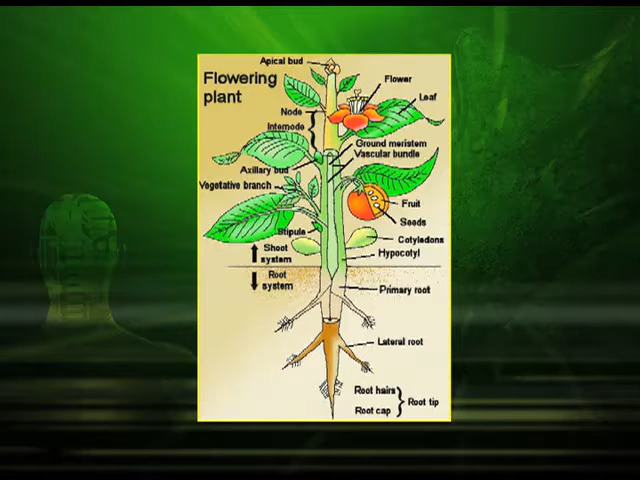 Apical bud
Flowering
plant
Flower
Leaf
Node
Internode
Ground meristem
Vascular bundle
Axillary bud
Vegetative branch
Fruit
Seeds
Stipule
Cotyledons
Shoot
system
Hypocotyl
Root
system
Primary root
Lateral root
Root hairs
Root tip
Root cap